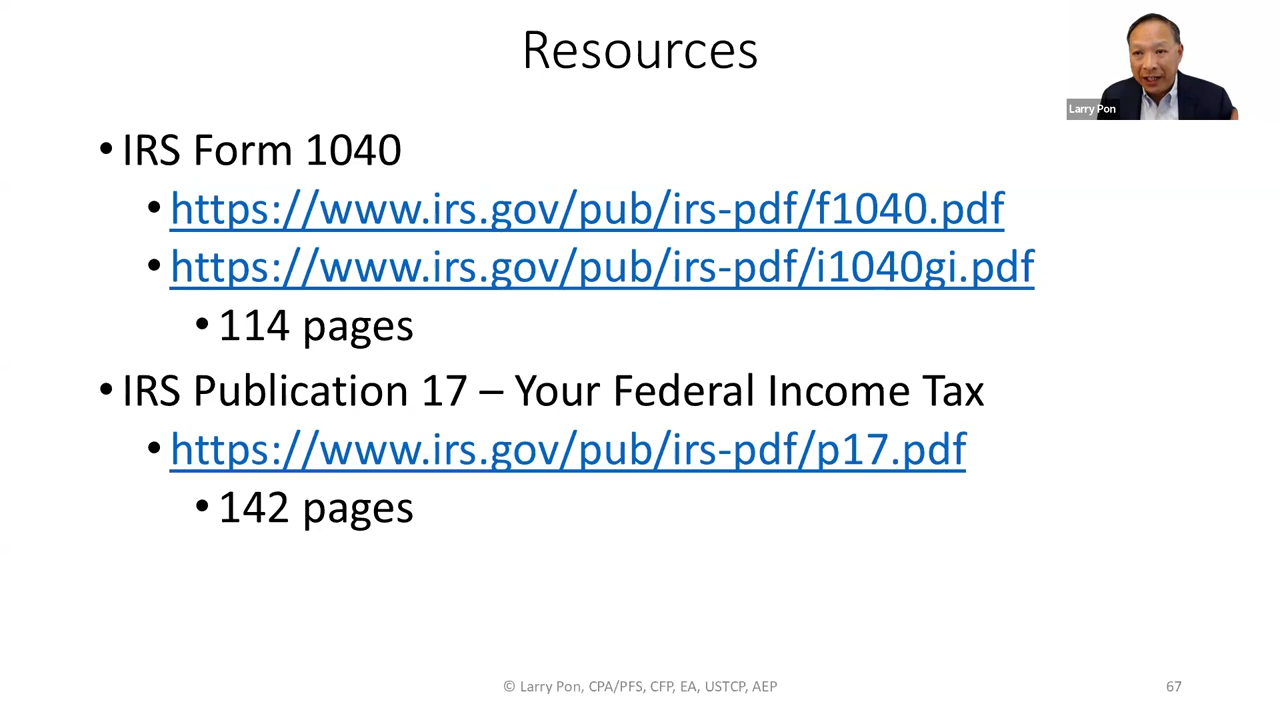 Resources
Larry Pon
• IRS Form 1040
• https://www.irs.gov/pub/irs-pdf/f1040.pdf
• https://www.irs.gov/pub/irs-pdf/i1040gi.pdf
• 114 pages
• IRS Publication 17 – Your Federal Income Tax
• https://www.irs.gov/pub/irs-pdf/p17.pdf
• 142 pages
© Larry Pon, CPA/PFS, CFP, EA, USTCP, AEP
67